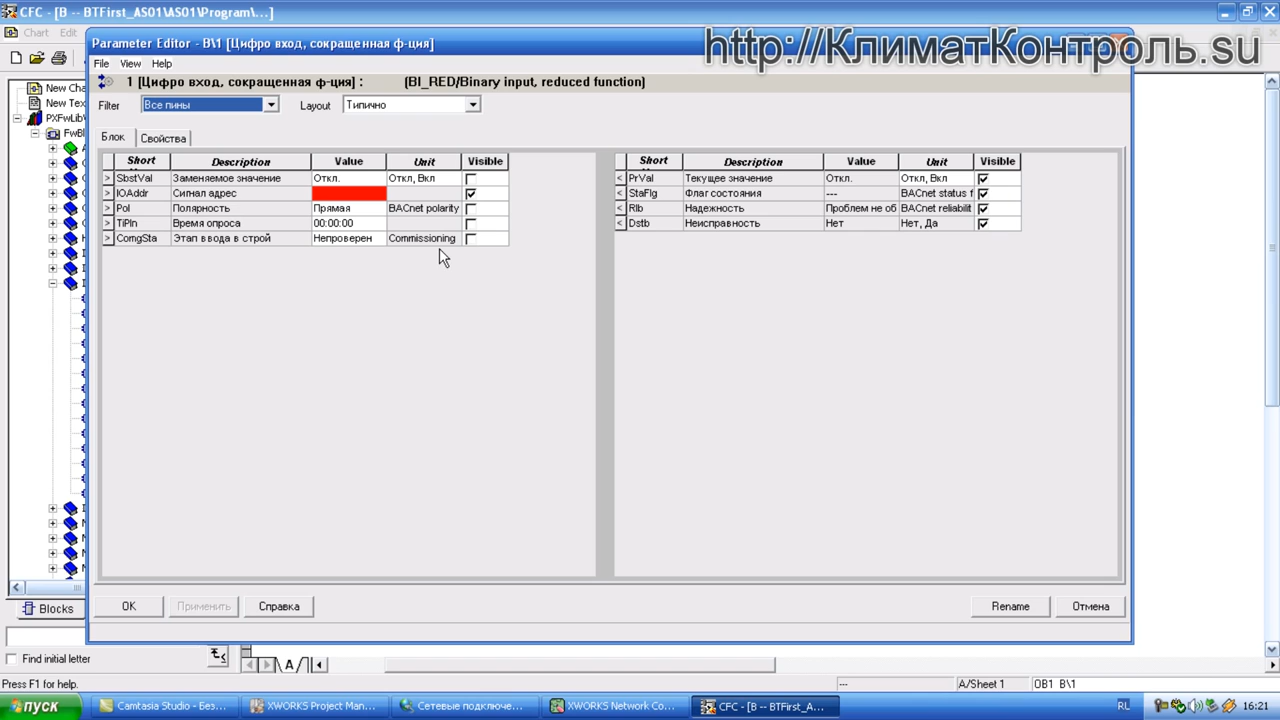 CFC - [B -- BTFirst_AS01\AS01\Program\...]
Chart Edit
http://КлиматКонтроль.su
Parameter Editor - B\1 [Цифро вход, сокращенная ф-ция]
File View Help
1 [Цифро вход, сокращенная ф-ция] : (BI_RED/Binary input, reduced function)
Filter Все пины Layout Типично
Блок Свойства
Short Description Value Unit Visible
SbstVal Заменяемое значение Откл. Откл, Вкл
IOAddr Сигнал адрес
Pol Полярность Прямая BACnet polarity
TiPln Время опроса 00:00:00
ComgSta Этап ввода в строй Непроверен Commissioning
Short Description Value Unit Visible
PrVal Текущее значение Откл. Откл, Вкл
StaFlg Флаг состояния --- BACnet status f
Rlb Надежность Проблем не об BACnet reliabilit
Dstb Неисправность Нет Нет, Да
New Cha
New Tex
PXFwLibV
FwBl
OK Применить Справка Rename Отмена
Blocks
Find initial letter
A
Press F1 for help. --- A/Sheet 1 OB1 B\1
пуск Camtasia Studio - Без... XWORKS Project Man... Сетевые подключе... XWORKS Network Co... CFC - [B -- BTFirst_A... RU 16:21